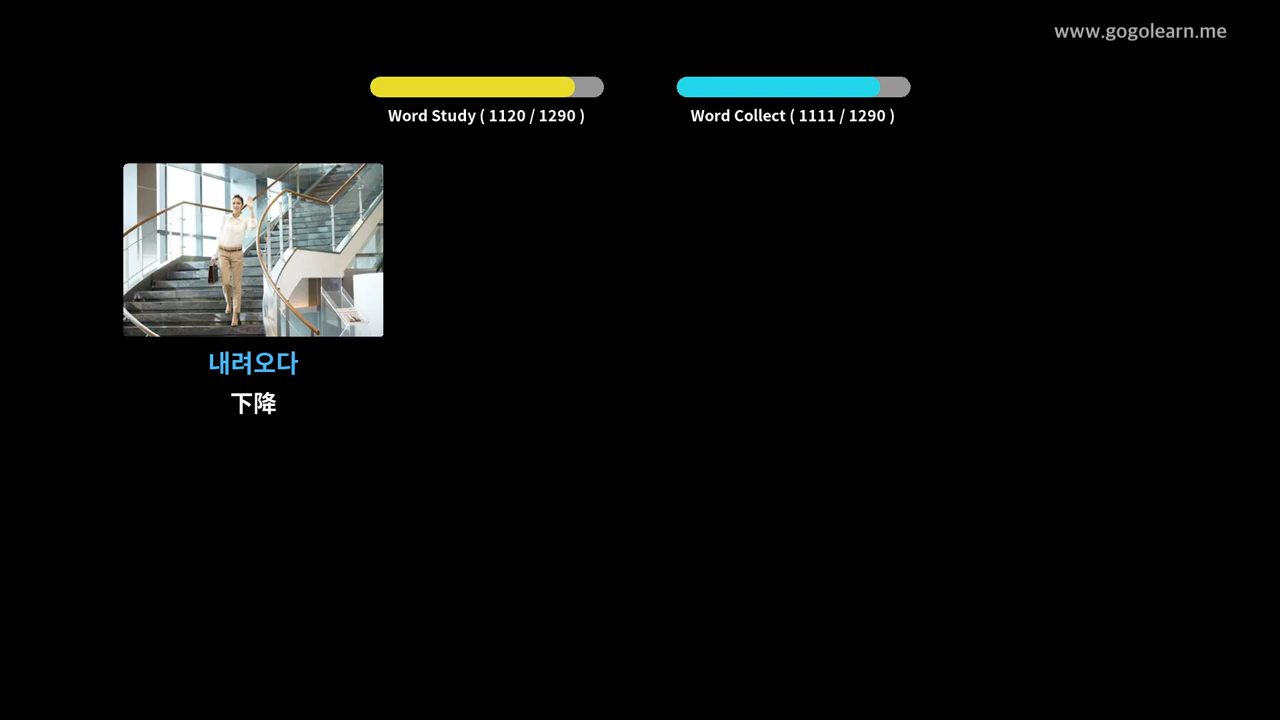 www.gogolearn.me
Word Study ( 1120 / 1290 )
Word Collect ( 1111 / 1290 )
내려오다
下降